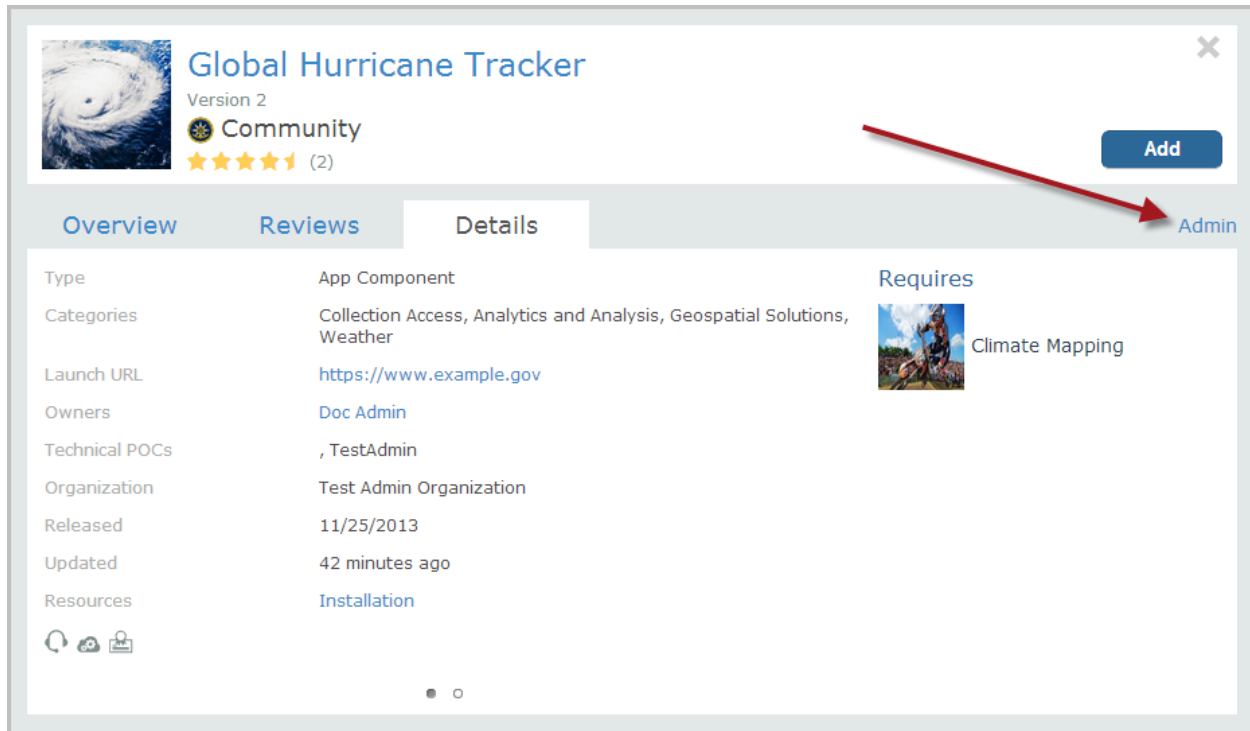 Global Hurricane Tracker
Version 2
Community
(2)
Add
Overview
Reviews
Details
Admin
Type
App Component
Categories
Collection Access, Analytics and Analysis, Geospatial Solutions,
Weather
Launch URL
https://www.example.gov
Owners
Doc Admin
Technical POCs
, TestAdmin
Organization
Test Admin Organization
Released
11/25/2013
Updated
42 minutes ago
Resources
Installation
Requires
Climate Mapping